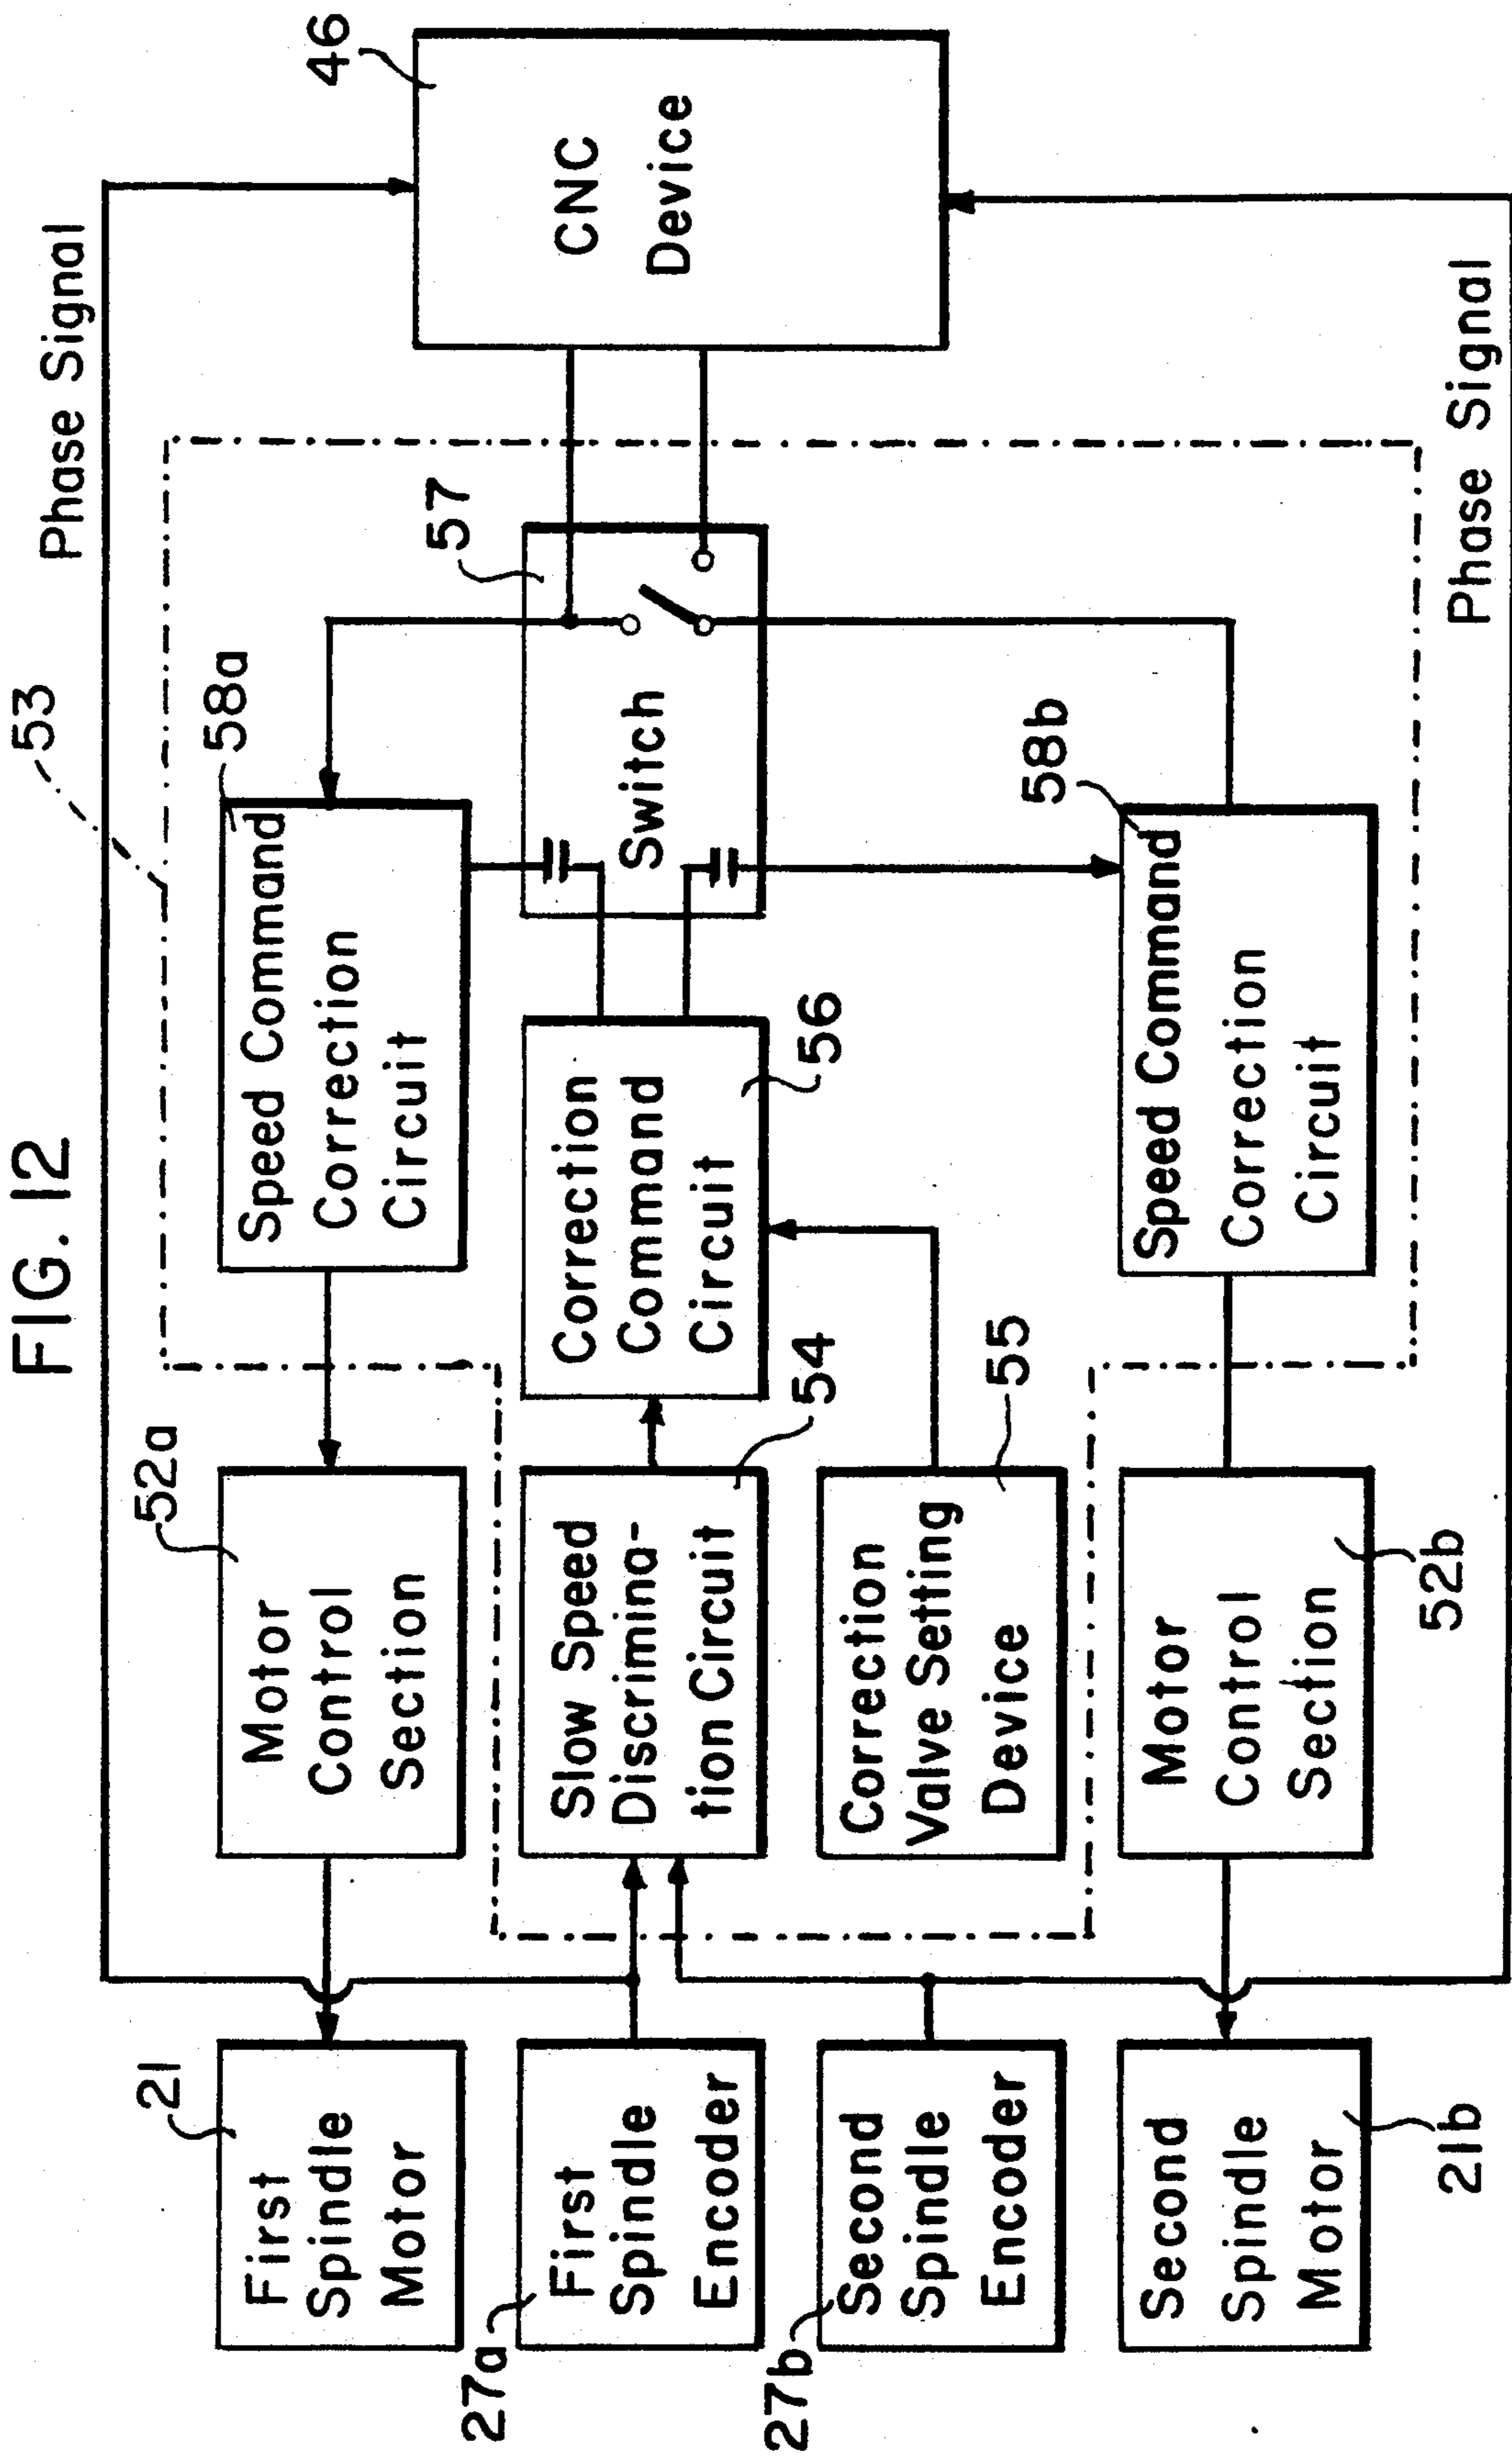 FIG. 12
53
Phase Signal
21
First
Spindle
Motor
52a
Motor
Control
Section
58a
Speed Command
Correction
Circuit
46
CNC
Device
27a
First
Spindle
Encoder
Slow Speed
Discrimina-
tion Circuit
54
Correction
Command
Circuit
56
57
Switch
27b
Second
Spindle
Encoder
Correction
Valve Setting
Device
55
Second
Spindle
Motor
21b
Motor
Control
Section
52b
58b
Speed Command
Correction
Circuit
Phase Signal